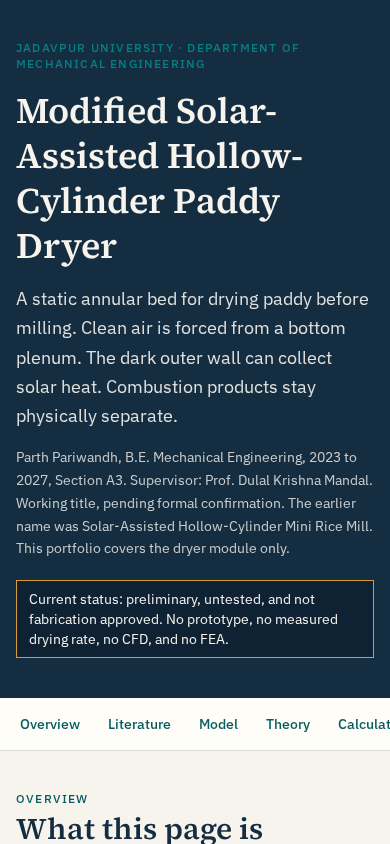 JADAVPUR UNIVERSITY · DEPARTMENT OF
MECHANICAL ENGINEERING
Modified Solar-
Assisted Hollow-
Cylinder Paddy
Dryer
A static annular bed for drying paddy before
milling. Clean air is forced from a bottom
plenum. The dark outer wall can collect
solar heat. Combustion products stay
physically separate.
Parth Pariwandh, B.E. Mechanical Engineering, 2023 to
2027, Section A3. Supervisor: Prof. Dulal Krishna Mandal.
Working title, pending formal confirmation. The earlier
name was Solar-Assisted Hollow-Cylinder Mini Rice Mill.
This portfolio covers the dryer module only.
Current status: preliminary, untested, and not
fabrication approved. No prototype, no measured
drying rate, no CFD, and no FEA.
Overview Literature Model Theory Calculat
OVERVIEW
What this page is